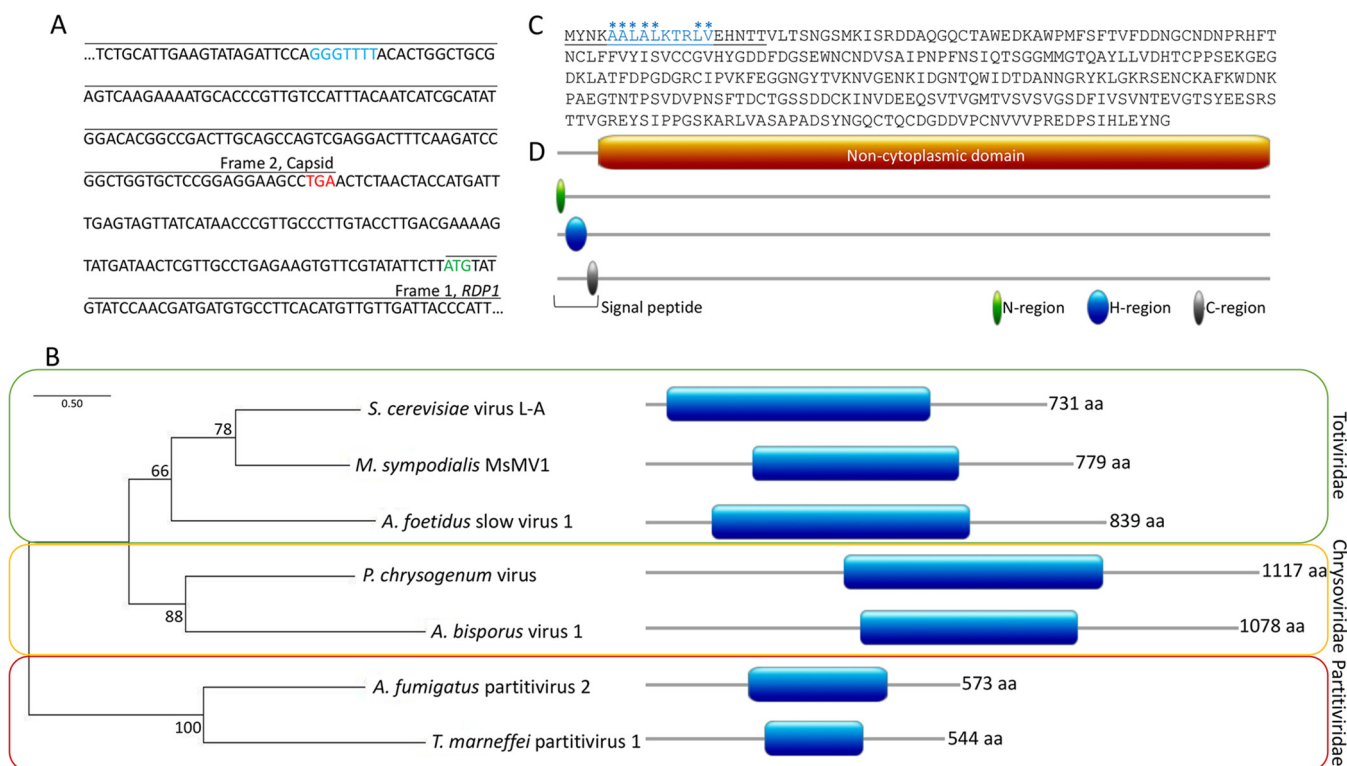 A
...TCTGCATTGAAGTATAGATTCCAGGGTTTTACACTGGCTGCG
AGTCAAGAAAATGCACCCGTTGTCCATTTACAATCATCGCATAT
GGACACGGCCGACTTGCAGCCAGTCGAGGACTTTCAAGATCC
Frame 2, Capsid
GGCTGGTGCTCCGGAGGAAGCCTGAACTCTAACTACCATGATT
TGAGTAGTTATCATAACCCGTTGCCCTTGTACCTTGACGAAAAG
TATGATAACTCGTTGCCTGAGAAGTGTTCGTATATTCTTATGTAT
Frame 1, RDP1
GTATCCAACGATGATGTGCCTTCACATGTTGTTGATTACCCATT...
C
MYNKAALALKTRLVEHNTTVLTSNGSMKISRDDAQGQCTAWEDKAWPMFSFTVFDDNGCNDNPRHFT
NCLFFVYISVCCGVHYGDDFDGSEWNCNDVSAIPNPFNSIQTSGGMMGTQAYLLVDHTCPPSEKGEG
DKLATFDPGDGRCIVPEFENGYTVKNVGENKIDGNTQWIDTDANNGRYKLGKRSENCKAFKWDNK
PAEGTNTPSVDVPNSFTDCTGSSDDCKINVDEEQSVTVGMTVSVSVGSDFIVSVNTEVGTSYEESRS
TTVGREYSIPPGSKARLVASAPADSYNGQCTQCDGDDVPCNVVVPREDPSIHLEYNG
D
Non-cytoplasmic domain
Signal peptide
N-region
H-region
C-region
B
0.50
78
66
88
100
S. cerevisiae virus L-A
731 aa
M. sympodialis MsMV1
779 aa
A. foetidus slow virus 1
839 aa
P. chrysogenum virus
1117 aa
A. bisporus virus 1
1078 aa
A. fumigatus partitivirus 2
573 aa
T. marneffei partitivirus 1
544 aa
Totiviridae
Chrysoviridae
Partitiviridae